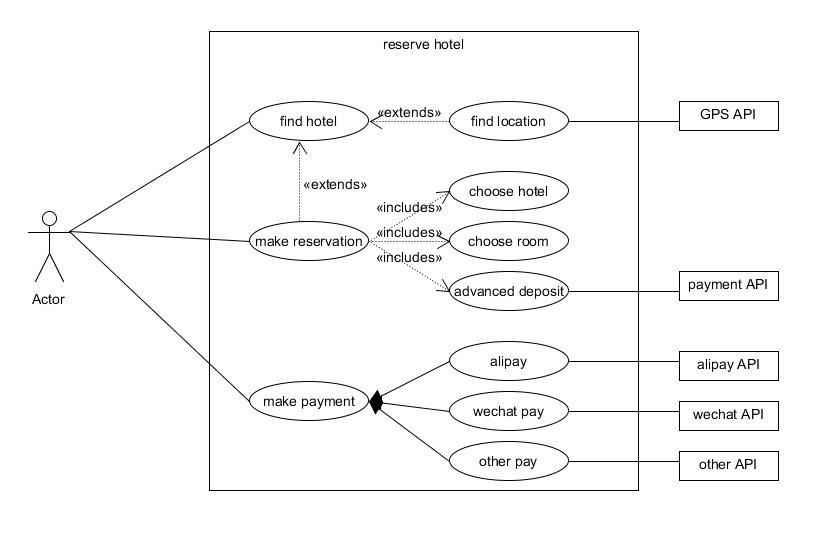 reserve hotel
find hotel
«extends»
find location
GPS API
«extends»
choose hotel
«includes»
make reservation
«includes»
choose room
«includes»
advanced deposit
payment API
Actor
alipay
alipay API
make payment
wechat pay
wechat API
other pay
other API